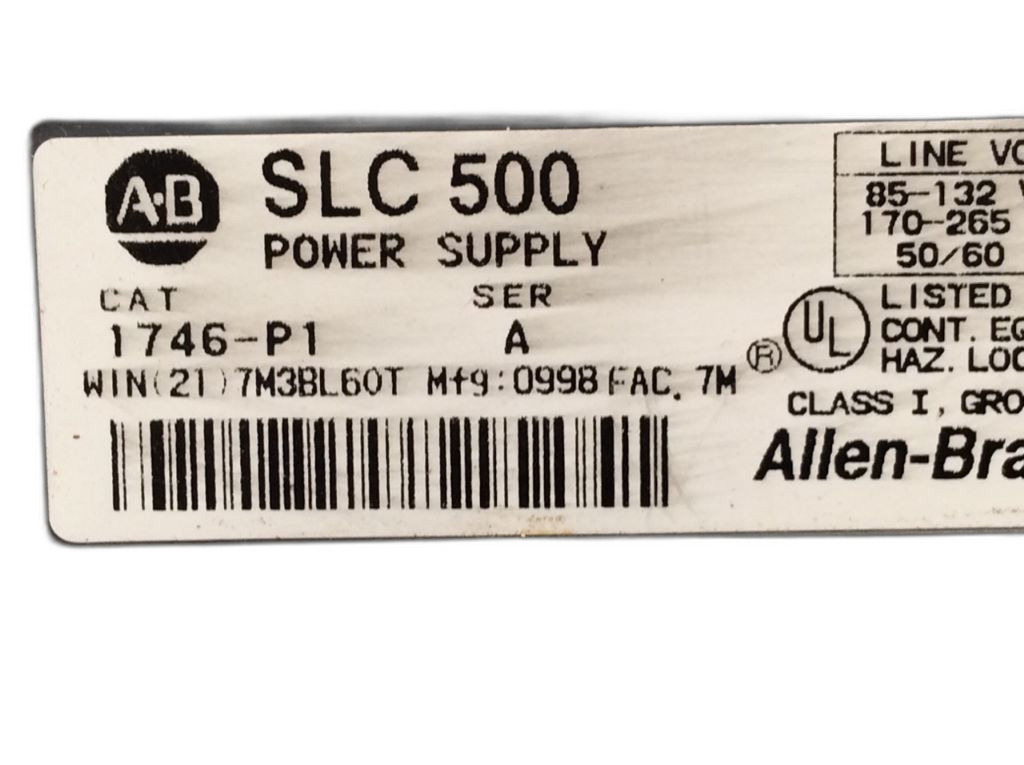 A·B
SLC 500
POWER SUPPLY
CAT SER
1746-P1 A
WIN(21)7M3BL60T Mfg:0998 FAC. 7M
LINE VO
85-132 V
170-265
50/60
UL
LISTED
CONT. EQ
HAZ. LOC
®
CLASS I, GRO
Allen-Bra